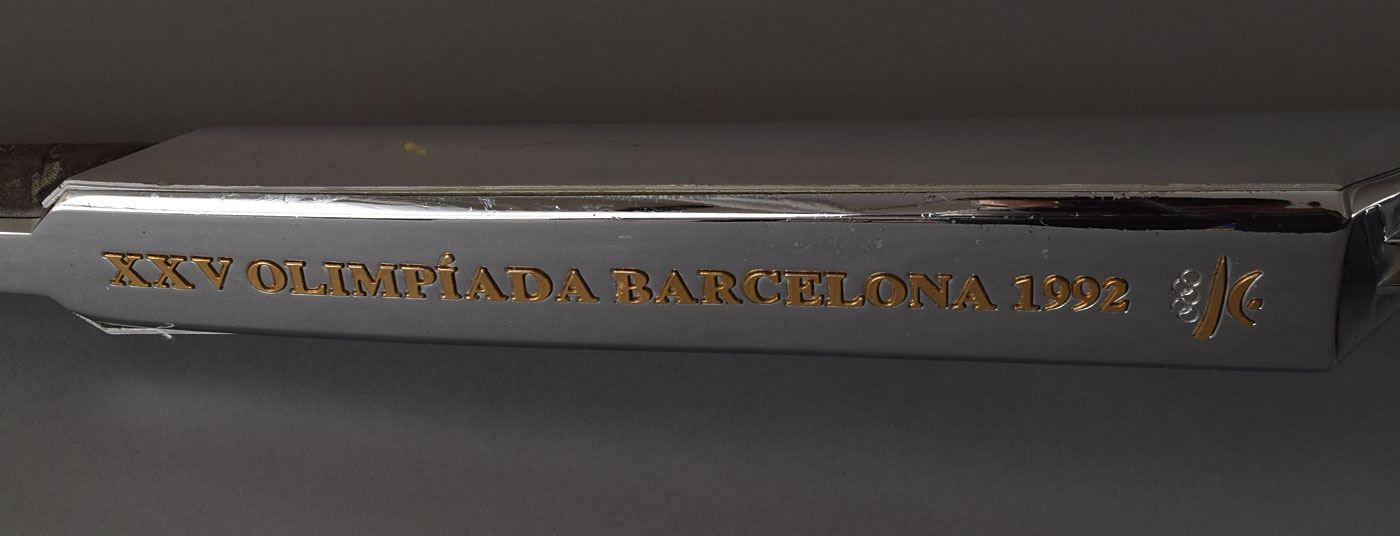 XXV OLIMPÍADA BARCELONA 1992